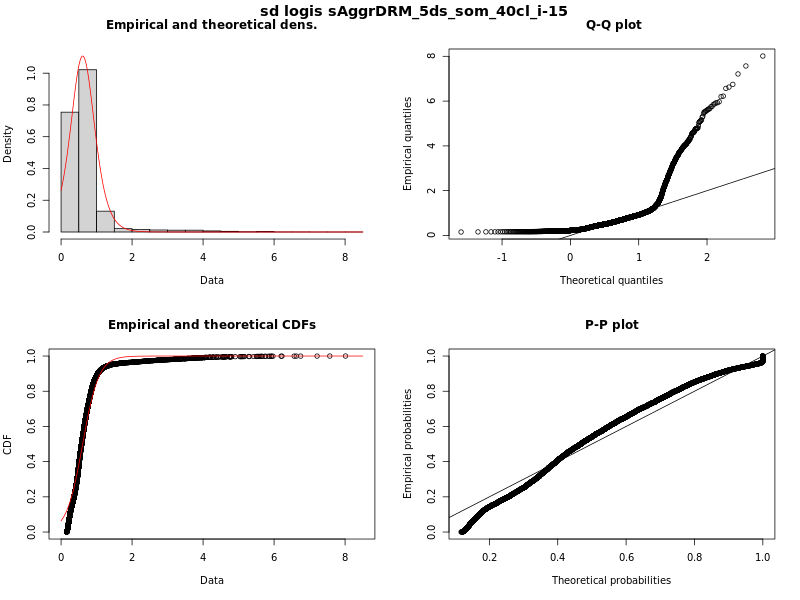 sd logis sAggrDRM_5ds_som_40cl_i-15
Empirical and theoretical dens.
Density
0.0 0.2 0.4 0.6 0.8 1.0
0 2 4 6 8
Data
Q-Q plot
Empirical quantiles
0 2 4 6 8
-1 0 1 2
Theoretical quantiles
Empirical and theoretical CDFs
CDF
0.0 0.2 0.4 0.6 0.8 1.0
0 2 4 6 8
Data
P-P plot
Empirical probabilities
0.0 0.2 0.4 0.6 0.8 1.0
0.2 0.4 0.6 0.8 1.0
Theoretical probabilities